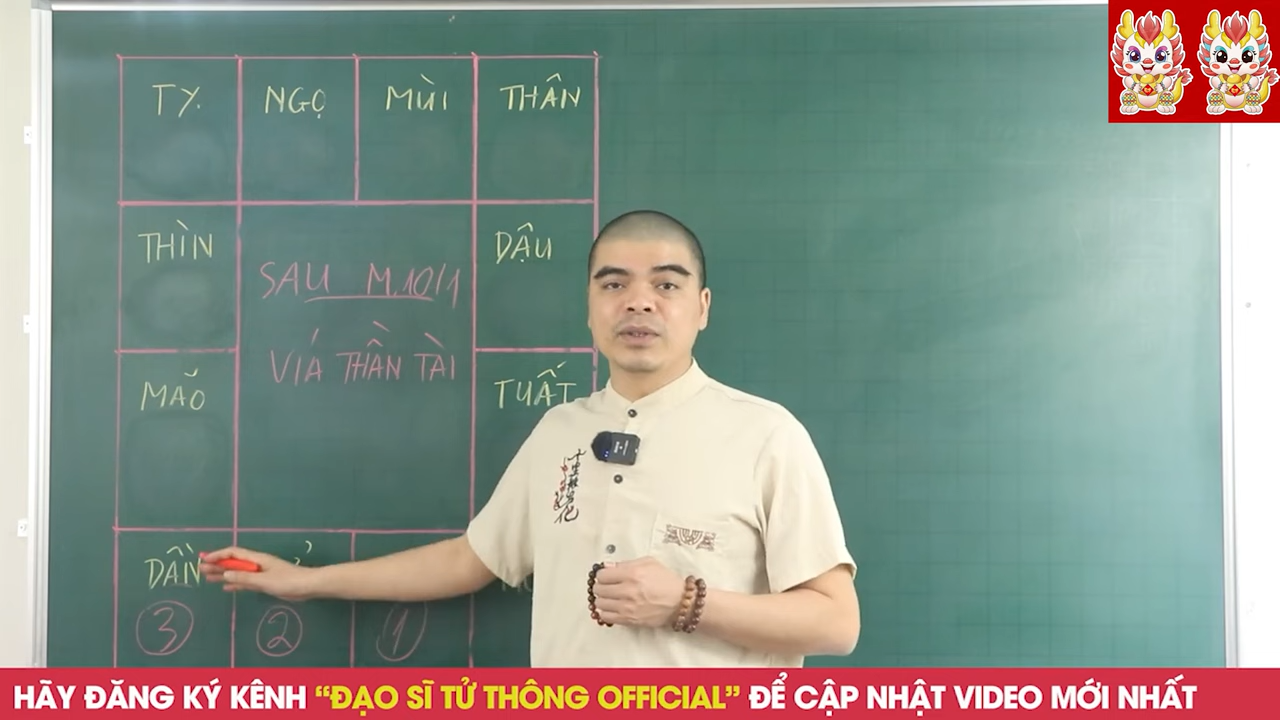 TỴ.
NGỌ
MÙI
THÂN
THÌN
DẬU
SAU M.10/1
VÍA THẦN TÀI
MÃO
TUẤT
DẦN
3
2
1
HÃY ĐĂNG KÝ KÊNH “ĐẠO SĨ TỬ THÔNG OFFICIAL” ĐỂ CẬP NHẬT VIDEO MỚI NHẤT